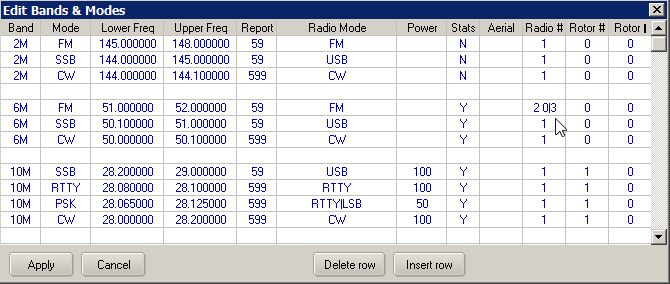 Edit Bands & Modes
Band Mode Lower Freq Upper Freq Report Radio Mode Power Stats Aerial Radio # Rotor # Rotor
2M FM 145.000000 148.000000 59 FM N 1 0 0
2M SSB 144.000000 145.000000 59 USB N 1 0 0
2M CW 144.000000 144.100000 599 CW N 1 0 0
6M FM 51.000000 52.000000 59 FM Y 2 0|3 0 0
6M SSB 50.100000 51.000000 59 USB Y 1 0 0
6M CW 50.000000 50.100000 599 CW Y 1 0 0
10M SSB 28.200000 29.000000 59 USB 100 Y 1 1 0
10M RTTY 28.080000 28.100000 599 RTTY 100 Y 1 1 0
10M PSK 28.065000 28.125000 599 RTTY|LSB 50 Y 1 1 0
10M CW 28.000000 28.200000 599 CW 100 Y 1 1 0
Apply Cancel Delete row Insert row